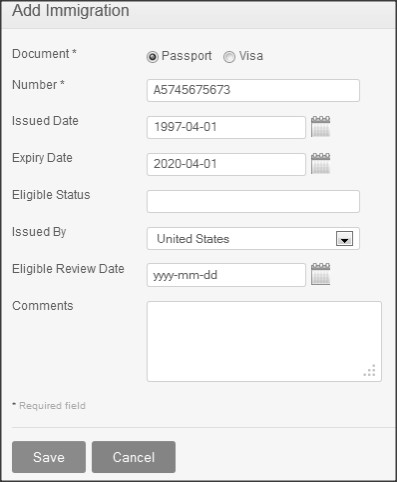 Add Immigration
Document * Passport Visa
Number * A5745675673
Issued Date 1997-04-01
Expiry Date 2020-04-01
Eligible Status
Issued By United States
Eligible Review Date yyyy-mm-dd
Comments
* Required field
Save Cancel